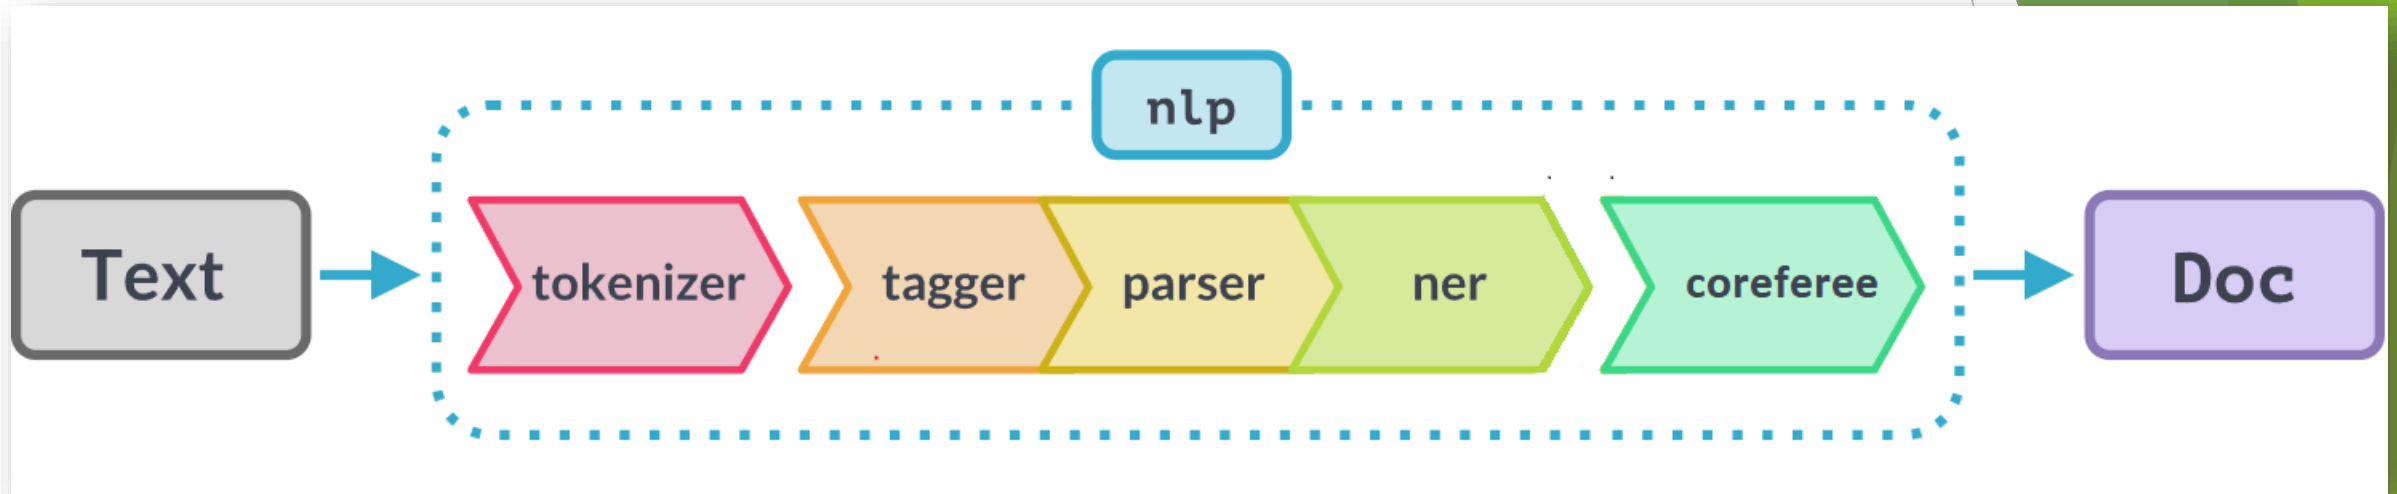 nlp
Text
tokenizer
tagger
parser
ner
coreferee
Doc